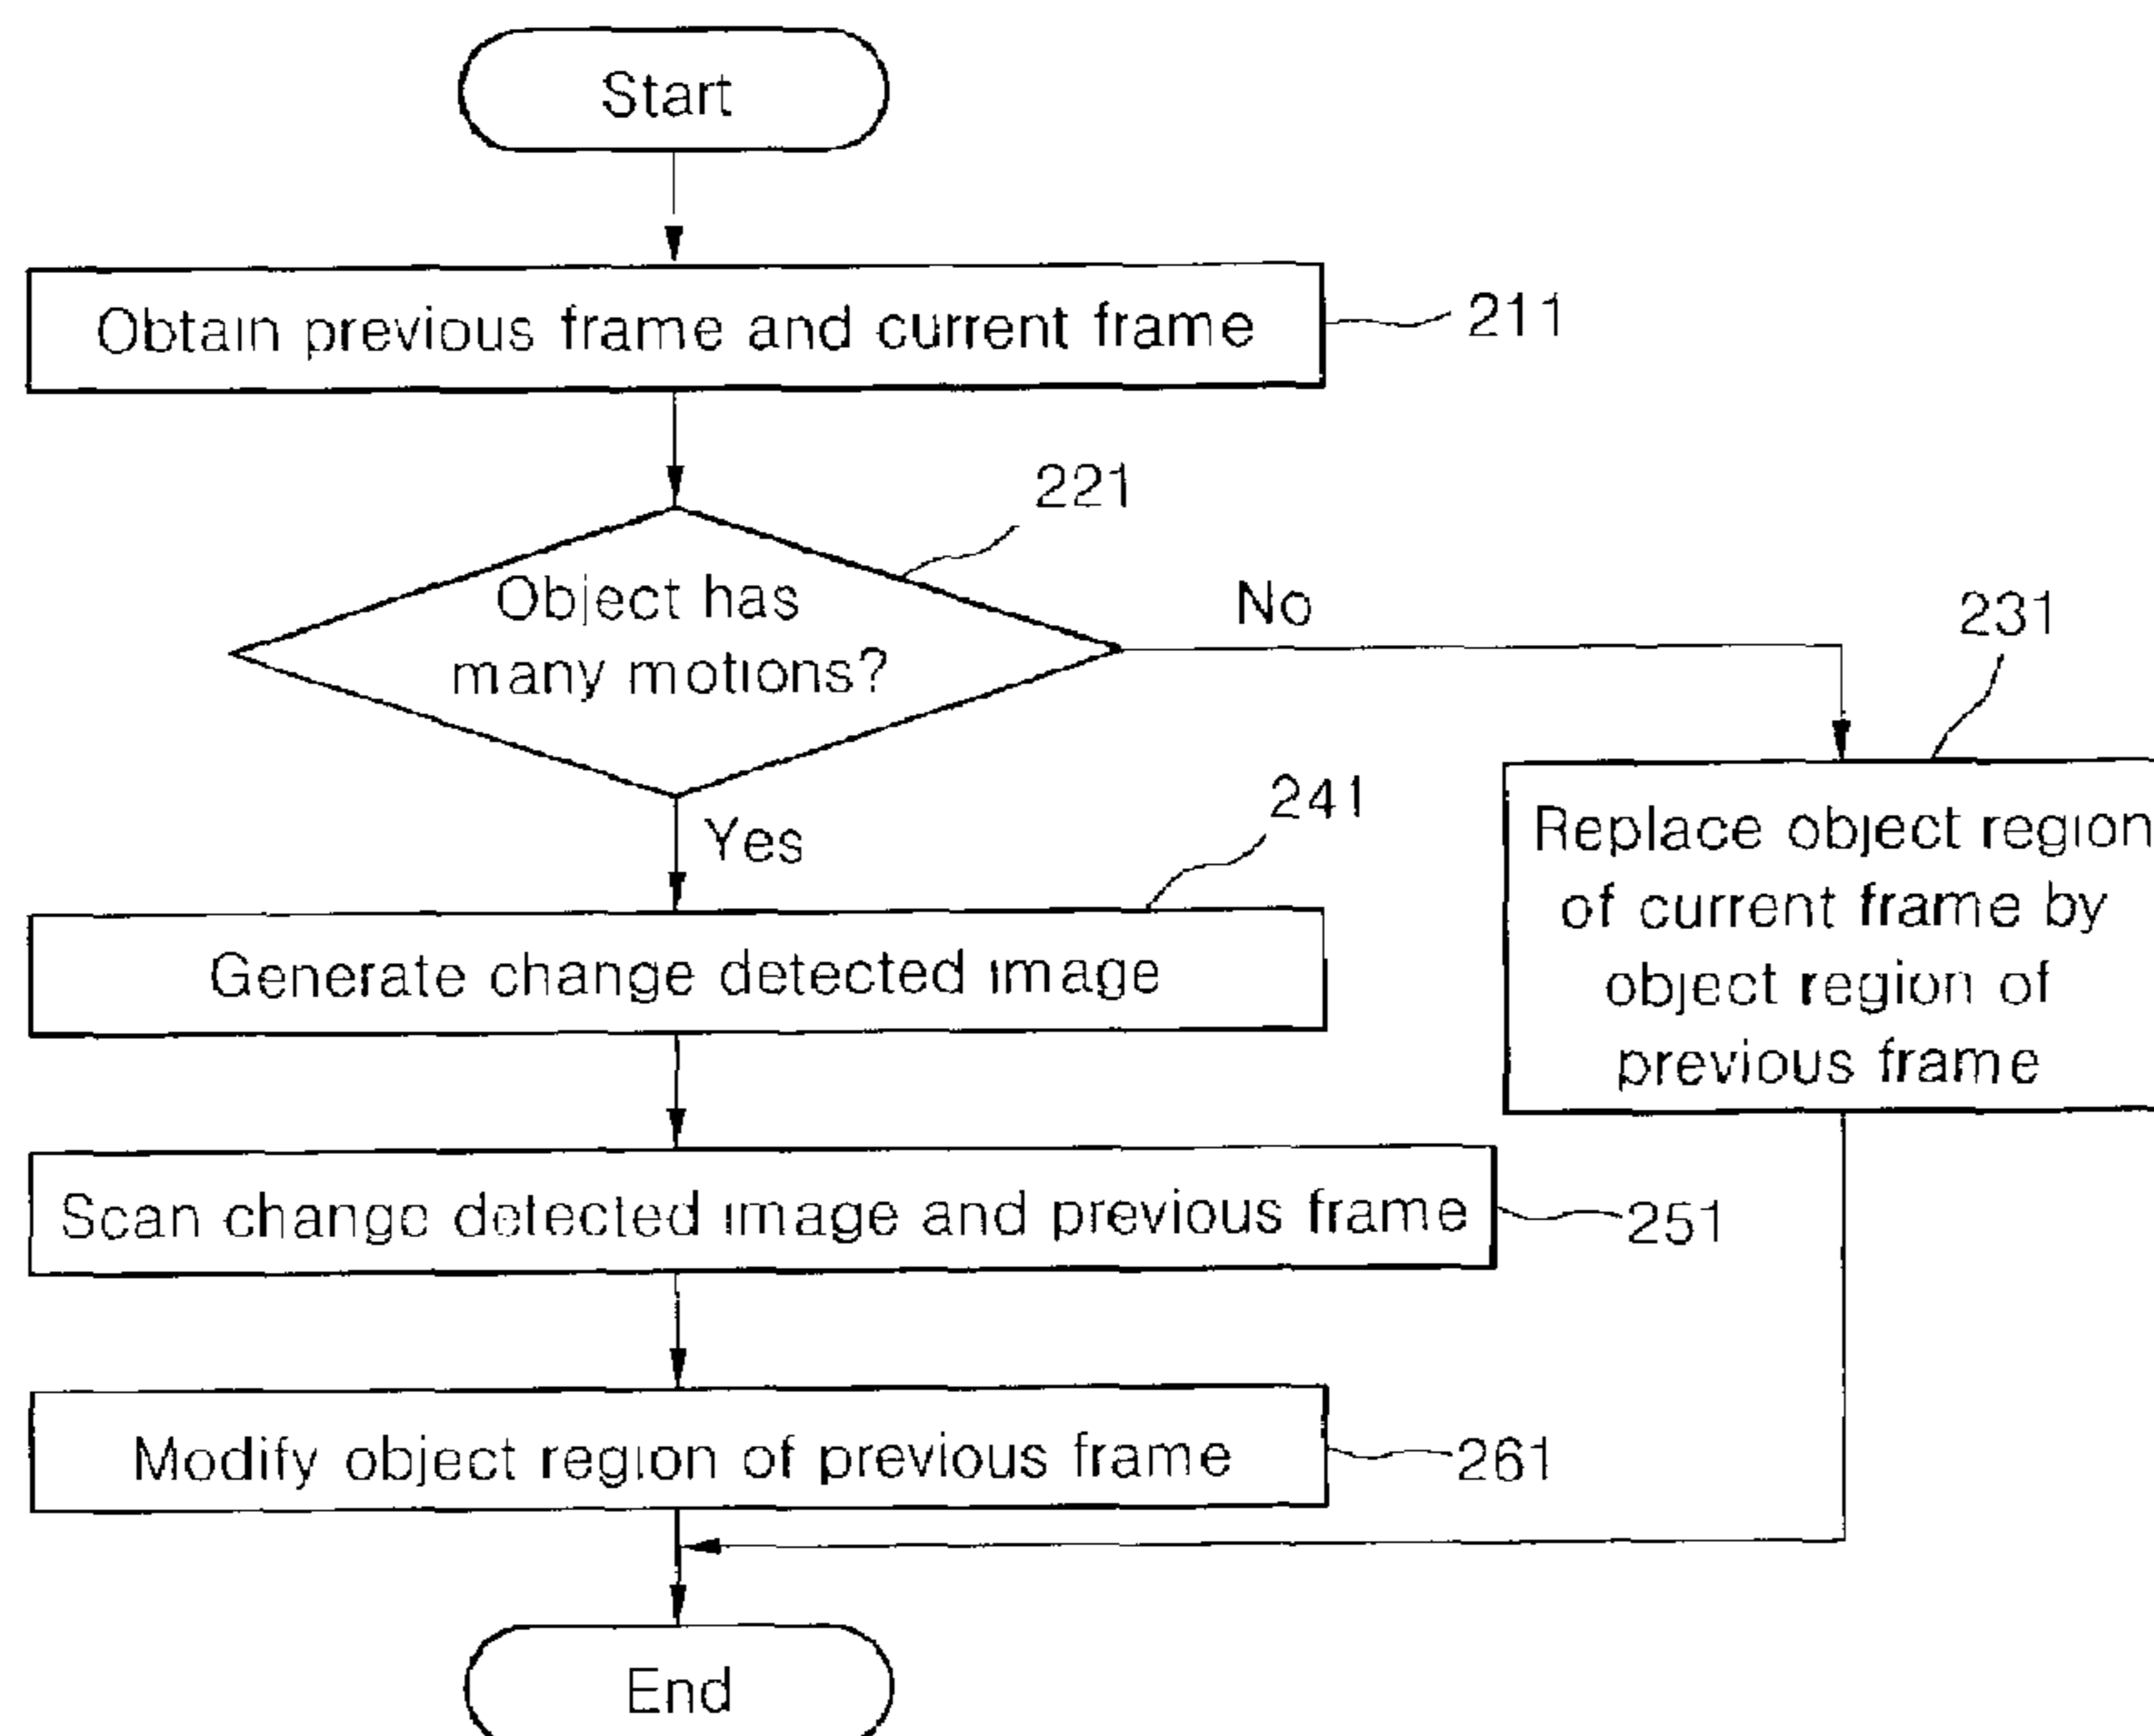 Start
Obtain previous frame and current frame
211
221
Object has
many motions?
No
231
Yes
241
Replace object region
of current frame by
object region of
previous frame
Generate change detected image
Scan change detected image and previous frame
251
Modify object region of previous frame
261
End